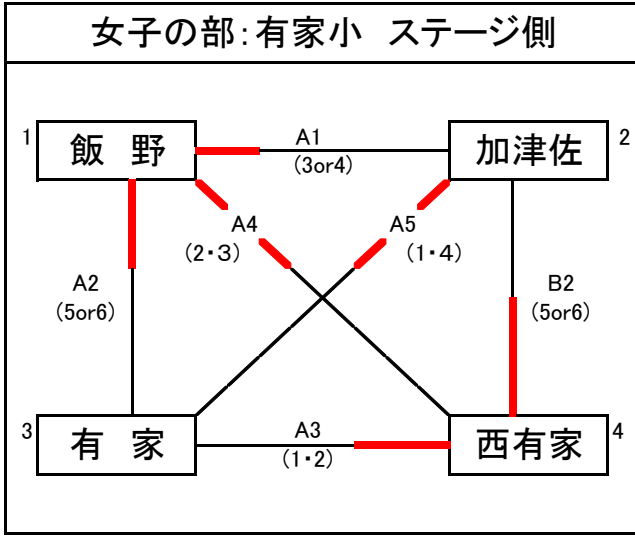 女子の部：有家小　ステージ側
1 飯 野
A1
(3or4)
加津佐 2
A4
(2・3)
A5
(1・4)
A2
(5or6)
B2
(5or6)
3 有 家
A3
(1・2)
西有家 4